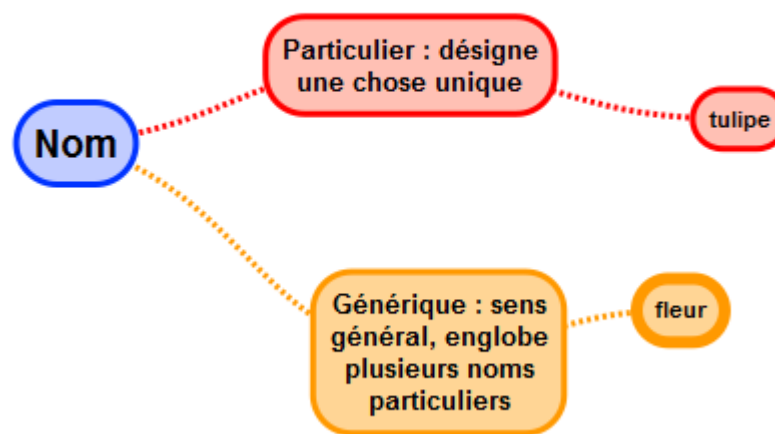 Nom
Particulier : désigne
une chose unique
tulipe
Générique : sens
général, englobe
plusieurs noms
particuliers
fleur